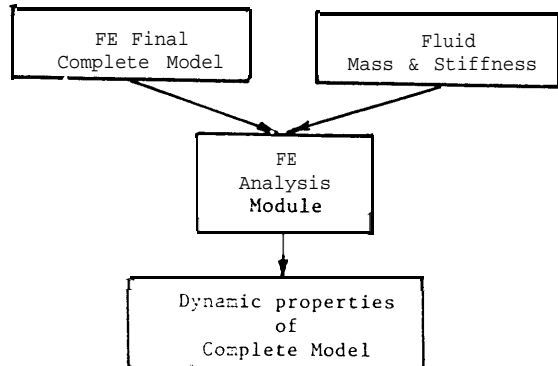 FE Final
Complete Model
Fluid
Mass & Stiffness
FE
Analysis
Module
Dynamic properties
of
Complete Model